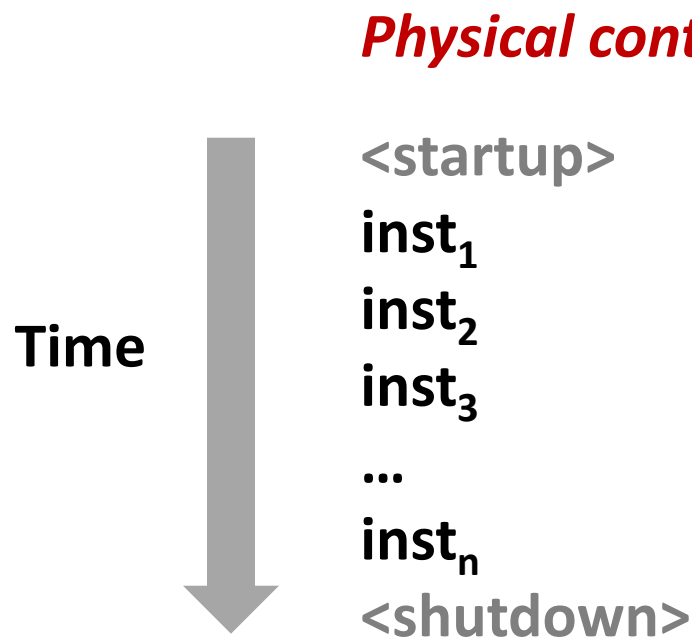 Physical cont
<startup>
inst₁
inst₂
Time
inst₃
...
instₙ
<shutdown>